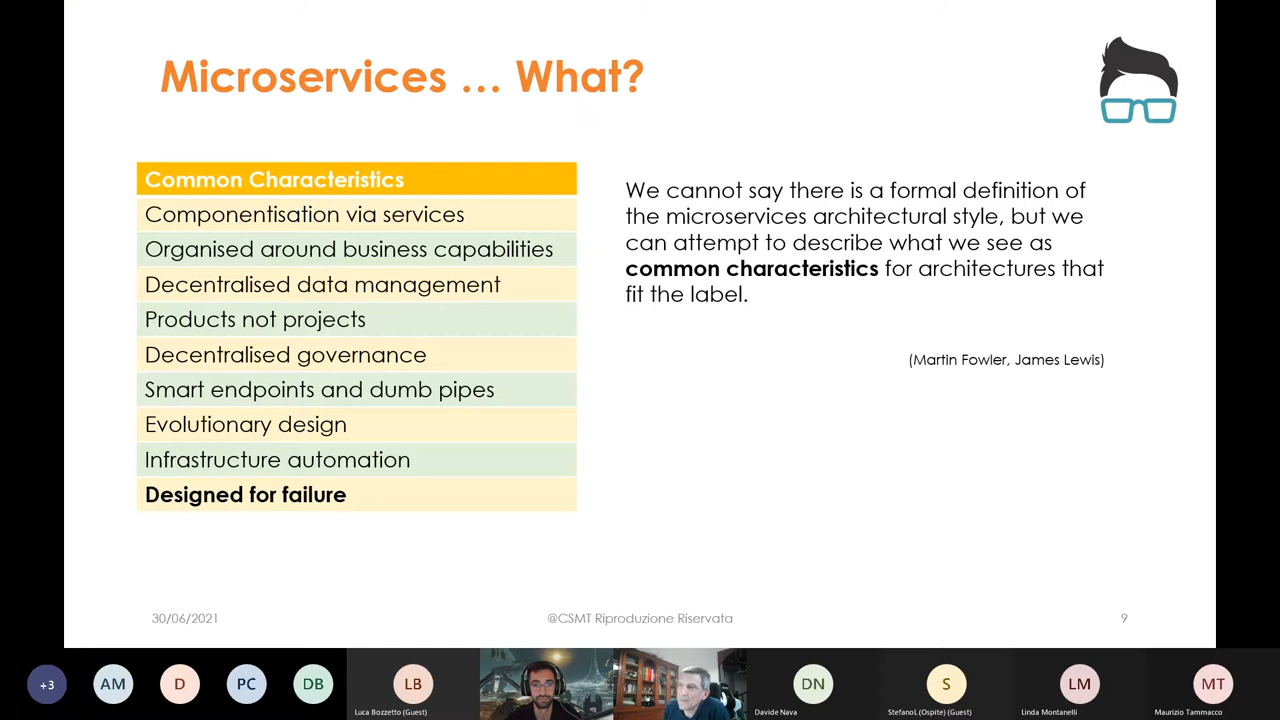 Microservices … What?
Common Characteristics
Componentisation via services
Organised around business capabilities
Decentralised data management
Products not projects
Decentralised governance
Smart endpoints and dumb pipes
Evolutionary design
Infrastructure automation
Designed for failure
We cannot say there is a formal definition of
the microservices architectural style, but we
can attempt to describe what we see as
common characteristics for architectures that
fit the label.
(Martin Fowler, James Lewis)
30/06/2021
@CSMT Riproduzione Riservata
9
+3
AM
D
PC
DB
LB
DN
S
LM
MT
Luca Bozzetto (Guest)
Davide Nava
StefanoL (Ospite) (Guest)
Linda Montanelli
Maurizio Tammacco